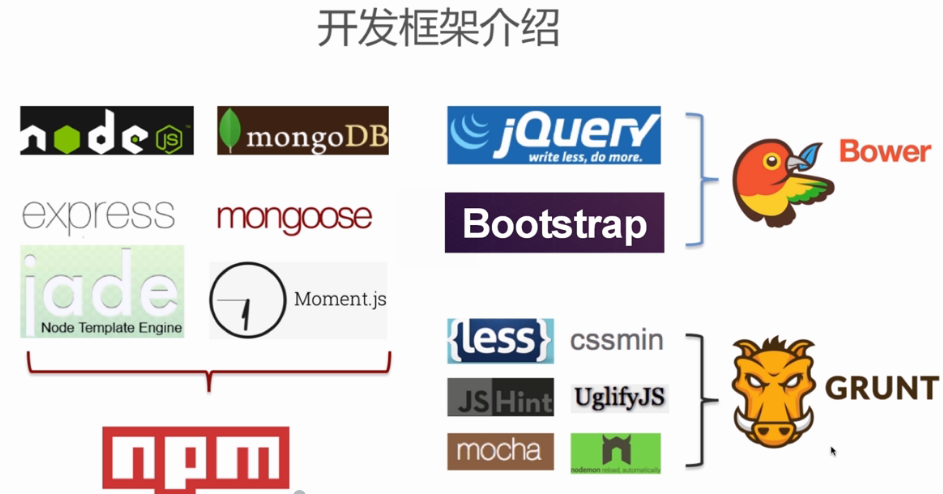 开发框架介绍
node JS
mongoDB
express
mongoose
jade
Node Template Engine
Moment.js
npm
jQuery
write less, do more.
Bootstrap
Bower
{less}
cssmin
JSHint
UglifyJS
mocha
nodemon reload, automatically
GRUNT